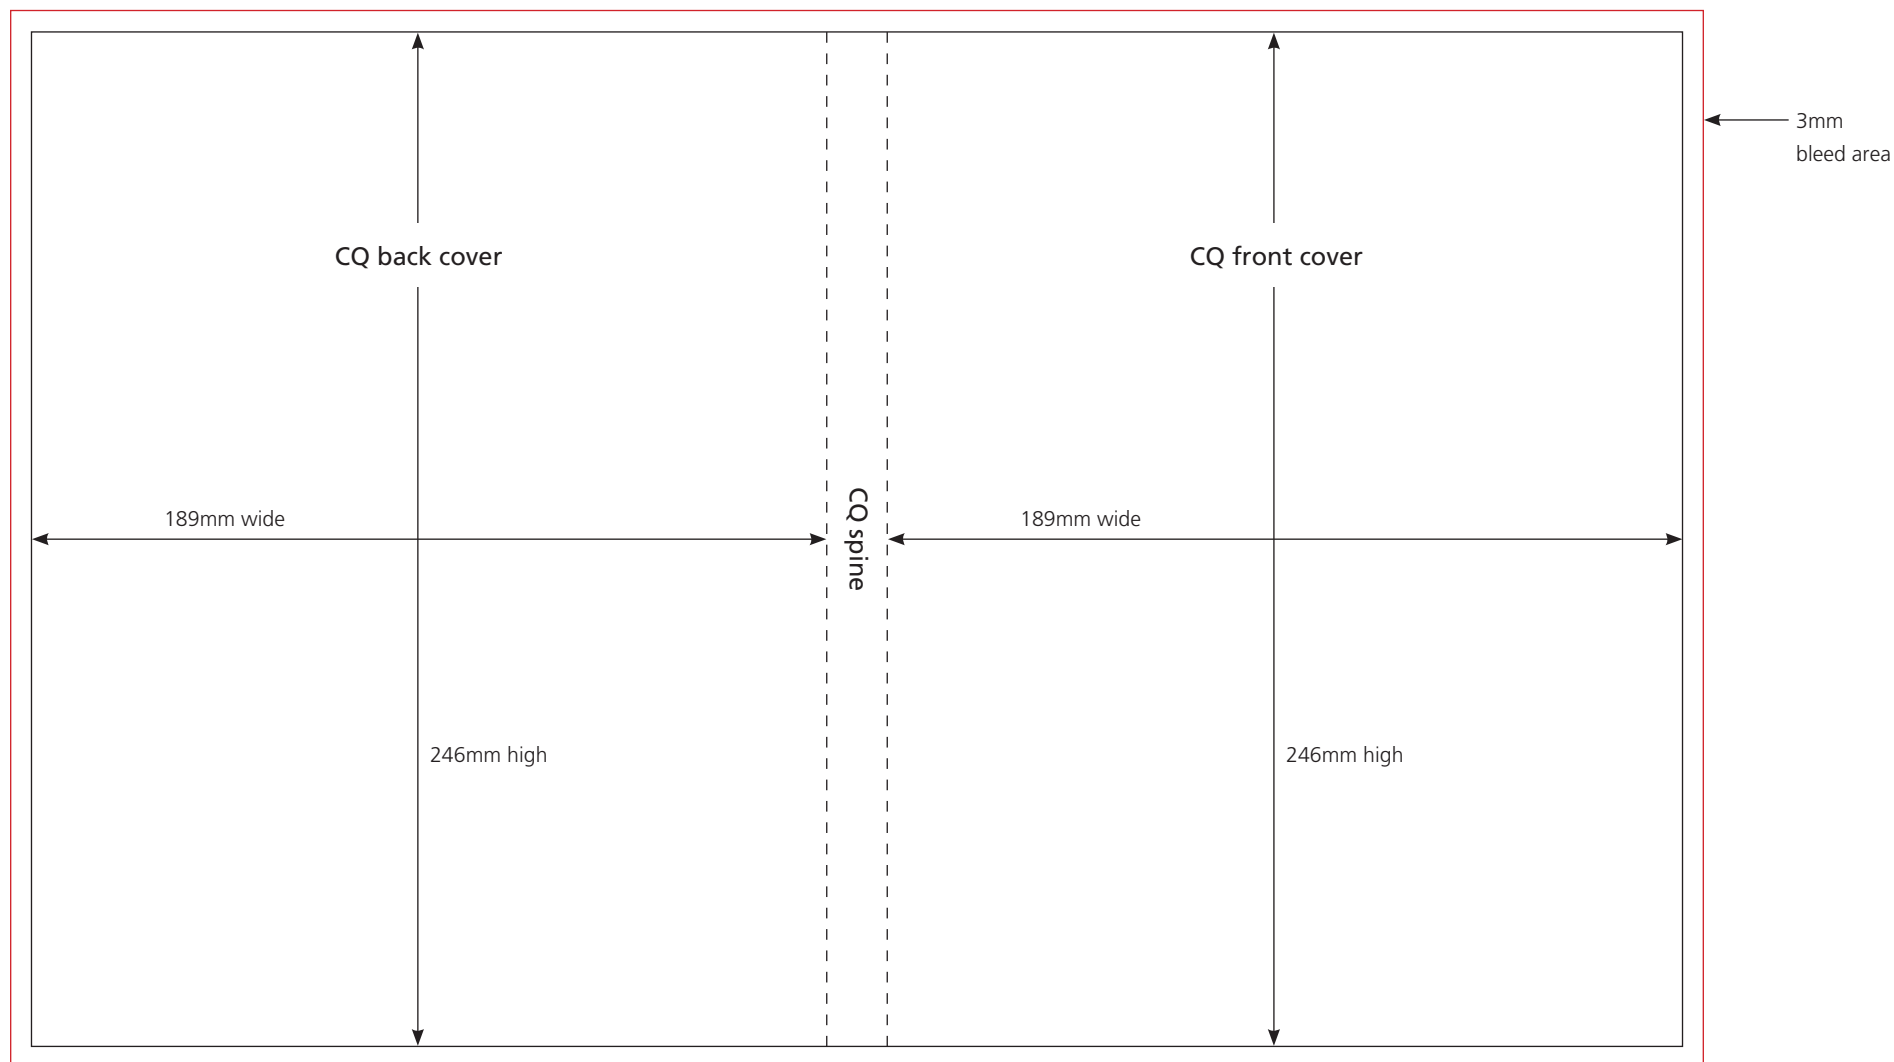 3mm
bleed area
CQ back cover
CQ front cover
CQ spine
189mm wide
189mm wide
246mm high
246mm high